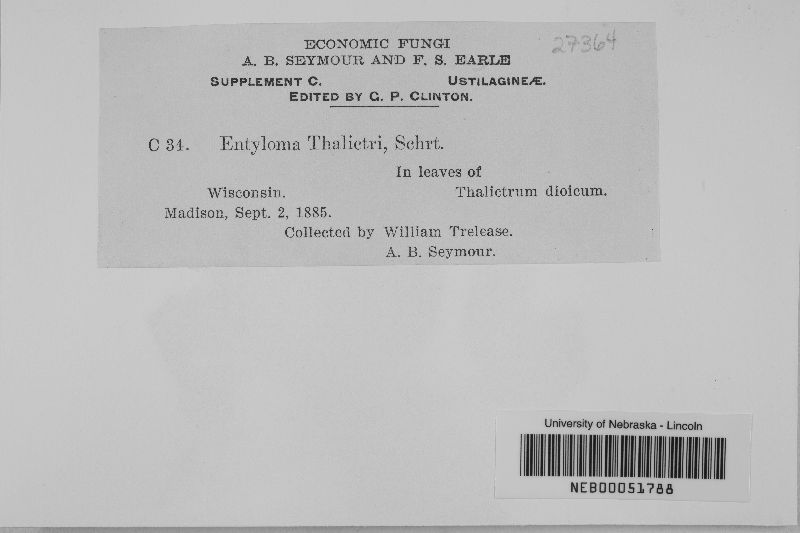 ECONOMIC FUNGI
27364
A. B. SEYMOUR AND F. S. EARLE
SUPPLEMENT C. USTILAGINEÆ.
EDITED BY G. P. CLINTON.
C 34. Entyloma Thalictri, Schrt.
In leaves of
Wisconsin. Thalictrum dioicum.
Madison, Sept. 2, 1885.
Collected by William Trelease.
A. B. Seymour.
University of Nebraska - Lincoln
NEB00051788